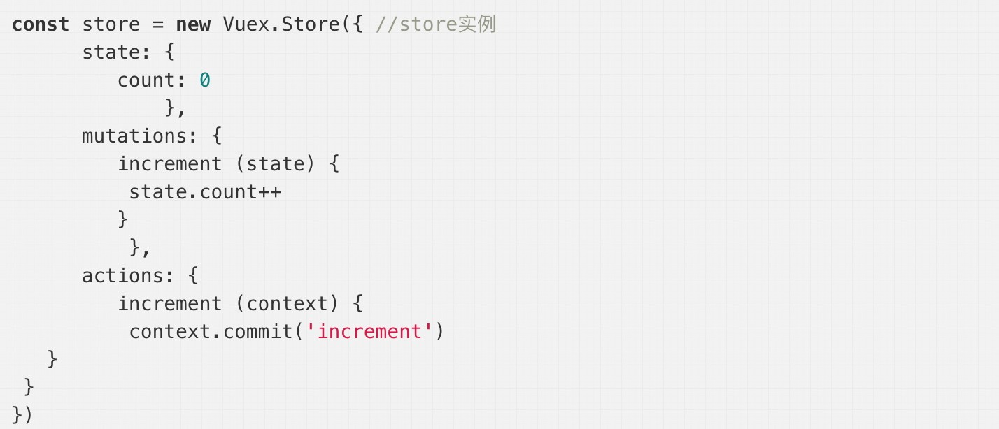 const store = new Vuex.Store({ //store实例
      state: {
         count: 0
             },
      mutations: {
         increment (state) {
          state.count++
         }
          },
      actions: {
         increment (context) {
          context.commit('increment')
   }
 }
})